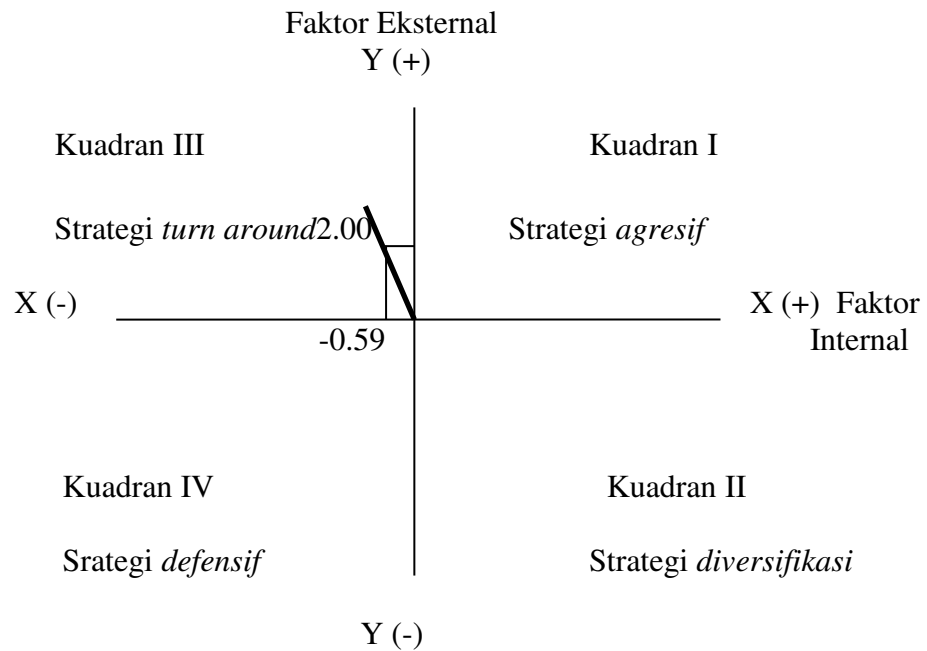 Faktor Eksternal
Y (+)
Kuadran III
Kuadran I
Strategi turn around2.00
Strategi agresif
X (-)
X (+) Faktor
Internal
-0.59
Kuadran IV
Kuadran II
Srategi defensif
Strategi diversifikasi
Y (-)